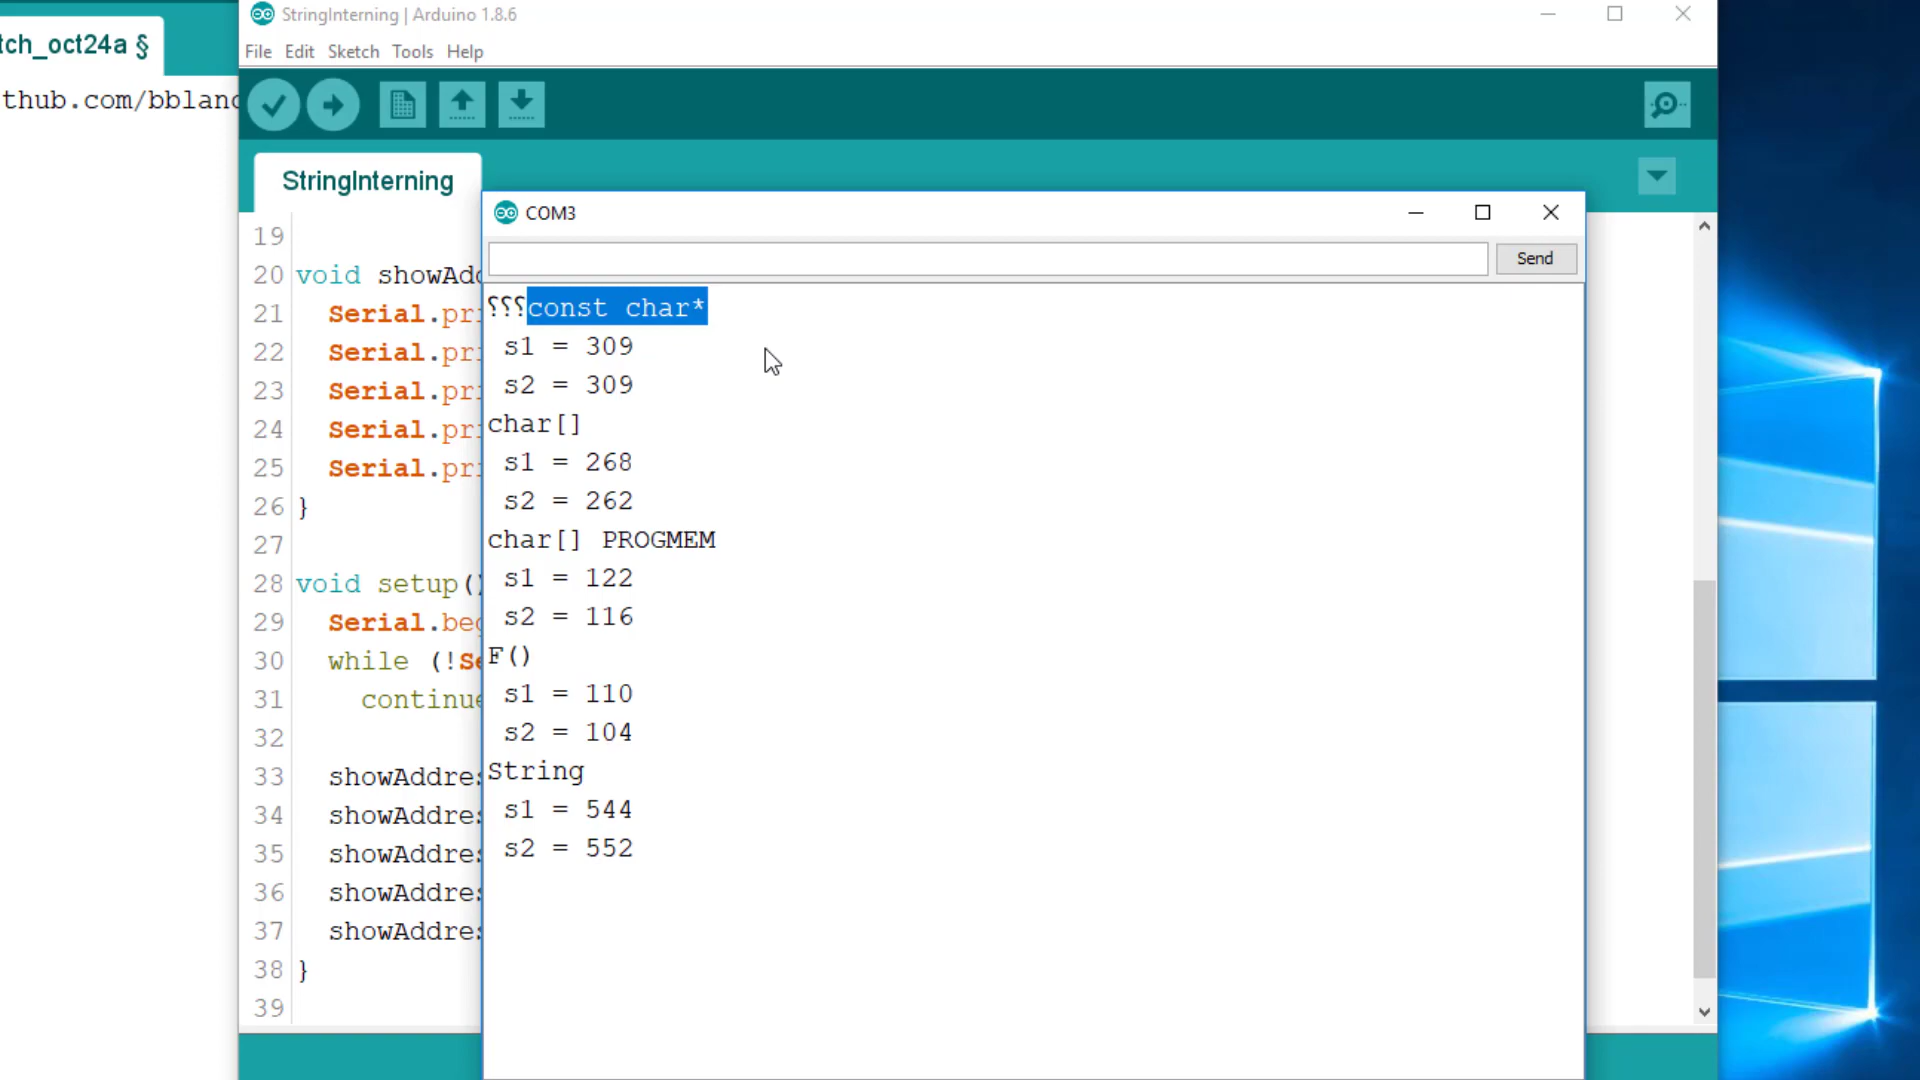 tch_oct24a §
thub.com/bblanc
StringInterning | Arduino 1.8.6
File Edit Sketch Tools Help
StringInterning
19
20 void showAdd
21 Serial.pri
22 Serial.pri
23 Serial.pri
24 Serial.pri
25 Serial.pri
26 }
27
28 void setup()
29 Serial.beg
30 while (!Se
31 continue
32
33 showAddres
34 showAddres
35 showAddres
36 showAddres
37 showAddres
38 }
39
COM3
Send
⸮⸮⸮const char*
s1 = 309
s2 = 309
char[]
s1 = 268
s2 = 262
char[] PROGMEM
s1 = 122
s2 = 116
F()
s1 = 110
s2 = 104
String
s1 = 544
s2 = 552